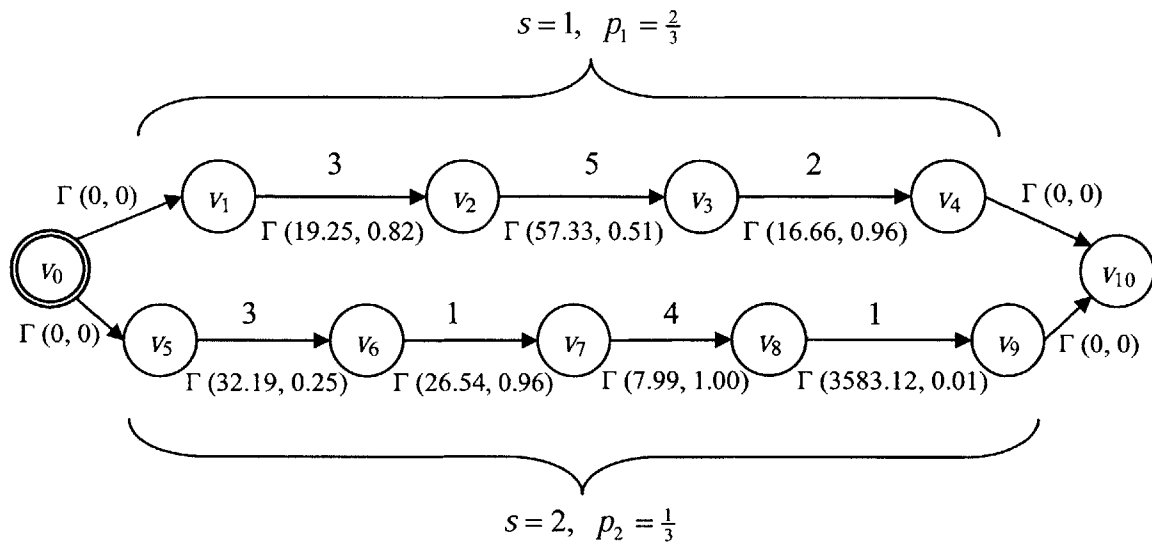 s = 1, p₁ = 2/3
3 5 2
Γ (0, 0) v₁ v₂ v₃ v₄ Γ (0, 0)
Γ (19.25, 0.82) Γ (57.33, 0.51) Γ (16.66, 0.96)
v₀ v₁₀
Γ (0, 0) 3 1 4 1 Γ (0, 0)
v₅ v₆ v₇ v₈ v₉
Γ (32.19, 0.25) Γ (26.54, 0.96) Γ (7.99, 1.00) Γ (3583.12, 0.01)
s = 2, p₂ = 1/3